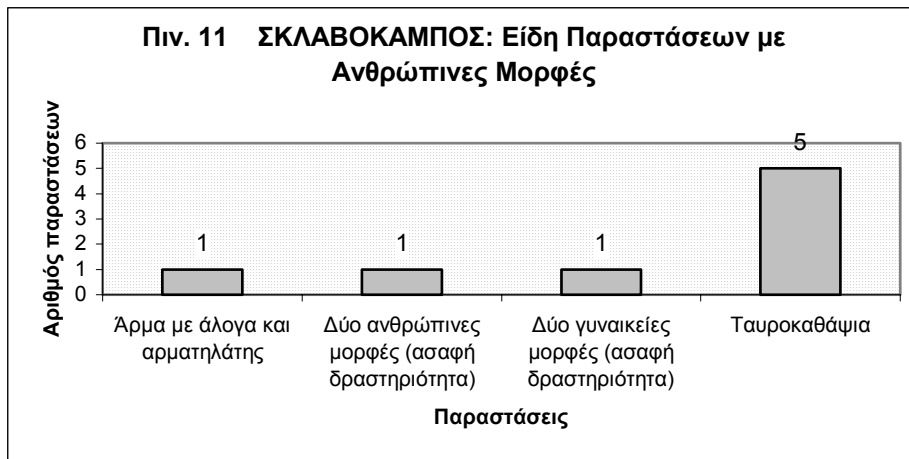 Πιν. 11 ΣΚΛΑΒΟΚΑΜΠΟΣ: Είδη Παραστάσεων με
Ανθρώπινες Μορφές
Αριθμός παραστάσεων
6
5
4
3
2
1
0
1
1
1
5
Άρμα με άλογα και
αρματηλάτης
Δύο ανθρώπινες
μορφές (ασαφή
δραστηριότητα)
Δύο γυναικείες
μορφές (ασαφή
δραστηριότητα)
Ταυροκαθάψια
Παραστάσεις